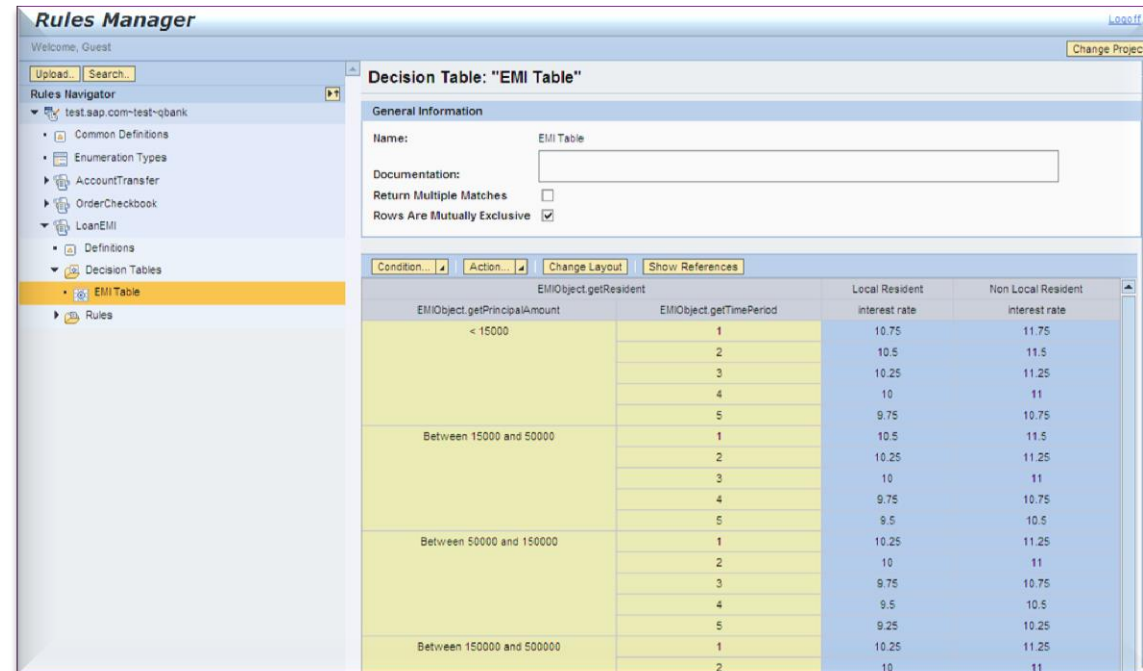 Rules Manager
Logoff
Welcome, Guest
Change Projec
Upload.. Search..
Rules Navigator
test.sap.com~test~qbank
Common Definitions
Enumeration Types
AccountTransfer
OrderCheckbook
LoanEMI
Definitions
Decision Tables
EMI Table
Rules
Decision Table: "EMI Table"
General Information
Name: EMI Table
Documentation:
Return Multiple Matches
Rows Are Mutually Exclusive
Condition... Action... Change Layout Show References
EMIObject.getResident Local Resident Non Local Resident
EMIObject.getPrincipalAmount EMIObject.getTimePeriod interest rate interest rate
< 15000 1 10.75 11.75
2 10.5 11.5
3 10.25 11.25
4 10 11
5 9.75 10.75
Between 15000 and 50000 1 10.5 11.5
2 10.25 11.25
3 10 11
4 9.75 10.75
5 9.5 10.5
Between 50000 and 150000 1 10.25 11.25
2 10 11
3 9.75 10.75
4 9.5 10.5
5 9.25 10.25
Between 150000 and 500000 1 10.25 11.25
2 10 11